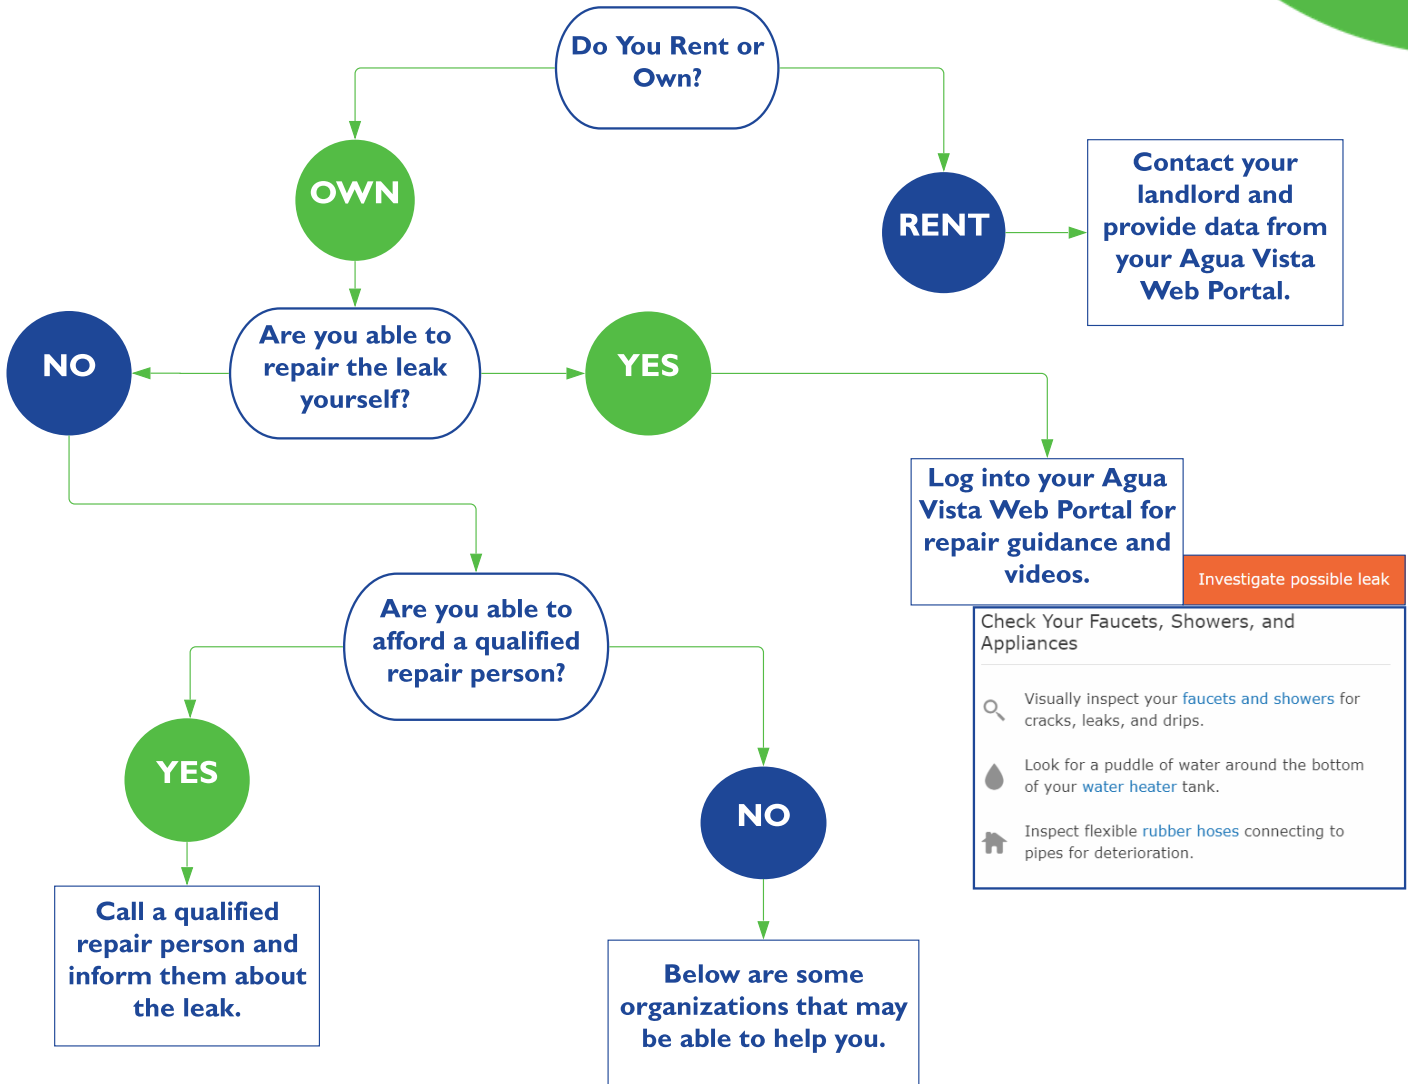 Do You Rent or
Own?
OWN
RENT
Contact your
landlord and
provide data from
your Agua Vista
Web Portal.
NO
Are you able to
repair the leak
yourself?
YES
Log into your Agua
Vista Web Portal for
repair guidance and
videos.
Investigate possible leak
Check Your Faucets, Showers, and
Appliances
Visually inspect your faucets and showers for
cracks, leaks, and drips.
Look for a puddle of water around the bottom
of your water heater tank.
Inspect flexible rubber hoses connecting to
pipes for deterioration.
Are you able to
afford a qualified
repair person?
YES
NO
Call a qualified
repair person and
inform them about
the leak.
Below are some
organizations that may
be able to help you.